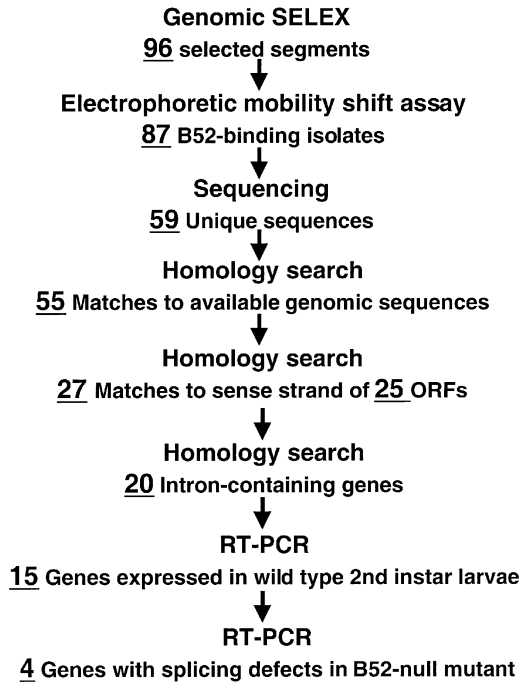 Genomic SELEX
96 selected segments
Electrophoretic mobility shift assay
87 B52-binding isolates
Sequencing
59 Unique sequences
Homology search
55 Matches to available genomic sequences
Homology search
27 Matches to sense strand of 25 ORFs
Homology search
20 Intron-containing genes
RT-PCR
15 Genes expressed in wild type 2nd instar larvae
RT-PCR
4 Genes with splicing defects in B52-null mutant